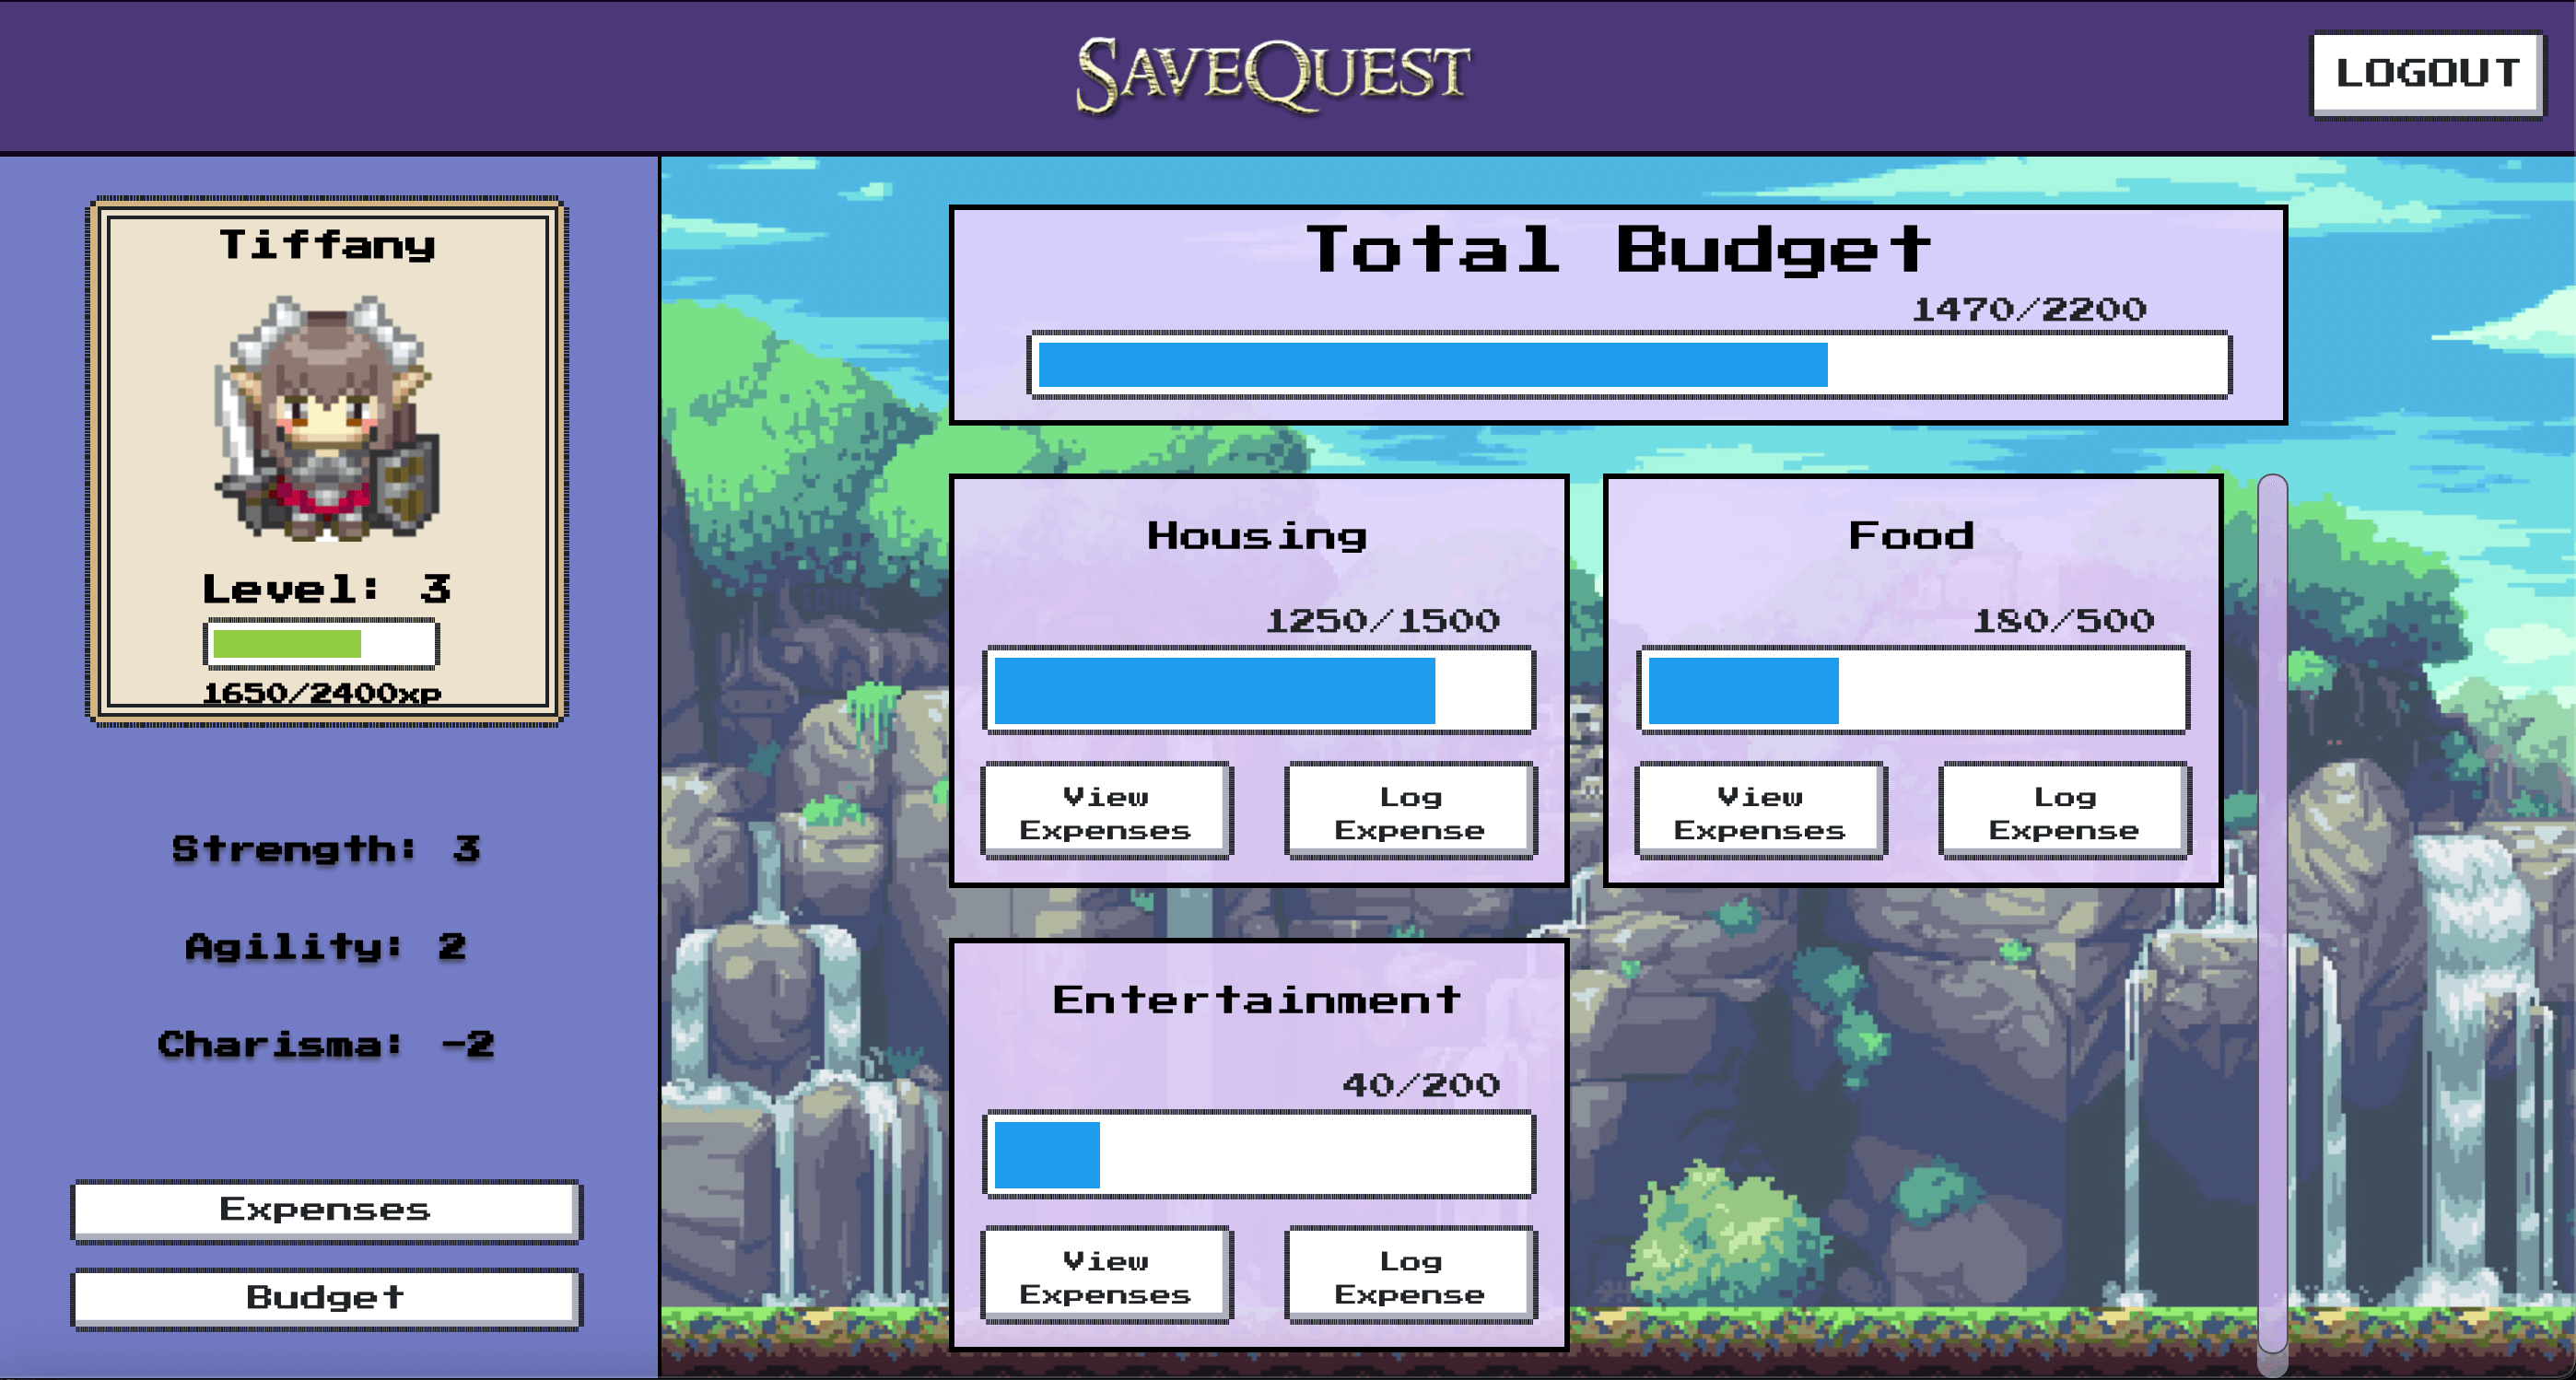 SAVEQUEST
LOGOUT
Tiffany
Level: 3
1650/2400xp
Strength: 3
Agility: 2
Charisma: -2
Expenses
Budget
Total Budget
1470/2200
Housing
1250/1500
View
Expenses
Log
Expense
Food
180/500
View
Expenses
Log
Expense
Entertainment
40/200
View
Expenses
Log
Expense